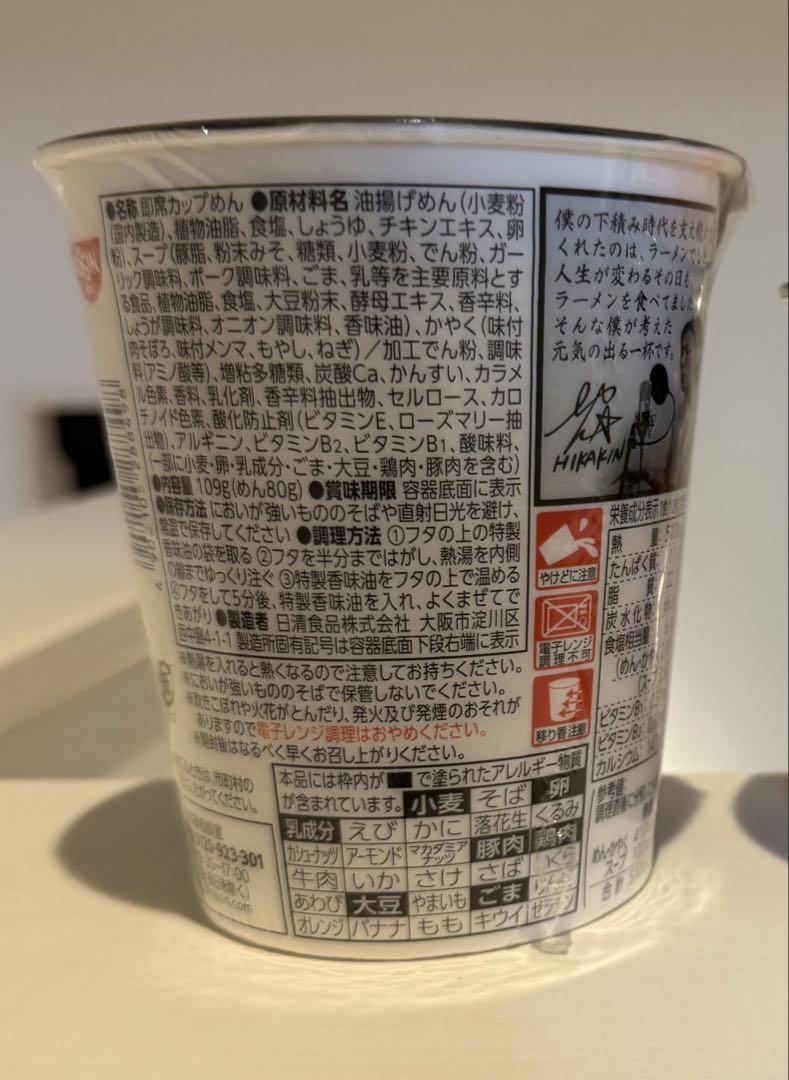 ●名称 即席カップめん ●原材料名 油揚げめん(小麦粉
(国内製造)、植物油脂、食塩、しょうゆ、チキンエキス、卵
粉)、スープ(豚脂、粉末みそ、糖類、小麦粉、でん粉、ガー
リック調味料、ポーク調味料、ごま、乳等を主要原料とす
る食品、植物油脂、食塩、大豆粉末、酵母エキス、香辛料、
しょうが調味料、オニオン調味料、香味油)、かやく(味付
肉そぼろ、味付メンマ、もやし、ねぎ)/加工でん粉、調味
料(アミノ酸等)、増粘多糖類、炭酸Ca、かんすい、カラメ
ル色素、香料、乳化剤、香辛料抽出物、セルロース、カロ
チノイド色素、酸化防止剤(ビタミンE、ローズマリー抽
出物)、アルギニン、ビタミンB2、ビタミンB1、酸味料、
(一部に小麦・卵・乳成分・ごま・大豆・鶏肉・豚肉を含む)
●内容量 109g(めん80g) ●賞味期限 容器底面に表示
●保存方法 においが強いもののそばや直射日光を避け、
常温で保存してください ●調理方法 ①フタの上の特製
香味油の袋を取る ②フタを半分まではがし、熱湯を内側
の線までゆっくり注ぐ ③特製香味油をフタの上で温める
④フタをして5分後、特製香味油を入れ、よくまぜてで
きあがり ●製造者 日清食品株式会社 大阪市淀川区
西中島4-1-1 製造所固有記号は容器底面下段右端に表示
※熱湯を入れると熱くなるので注意してお持ちください。
※においが強いもののそばで保管しないでください。
※吹きこぼれや火花がとんだり、発火及び発煙のおそれが
ありますので電子レンジ調理はおやめください。
※開封後はなるべく早くお召し上がりください。
僕の下積み時代を支え続けて
くれたのは、ラーメンでした
人生が変わるその日も、
ラーメンを食べてました
そんな僕が考えた
元気の出る一杯です。
HIKAKIN
やけどに注意
電子レンジ
調理不可
移り香注意
栄養成分表示
熱 量
たんぱく質
脂 質
炭水化物
食塩相当量
(めん・かや
(スー
ビタミンB1
ビタミンB2
カルシウム
参考値
調理直後に分
めん・かやく
スープ
合計
本品には枠内が■で塗られたアレルギー物質
が含まれています。 小麦 そば 卵
乳成分 えび かに 落花生 くるみ
カシューナッツ アーモンド マカダミアナッツ 豚肉 鶏肉
牛肉 いか さけ さば いくら
あわび 大豆 やまいも ごま りんご
オレンジ バナナ もも キウイ ゼラチン
市町村の
ってください。
120-923-301